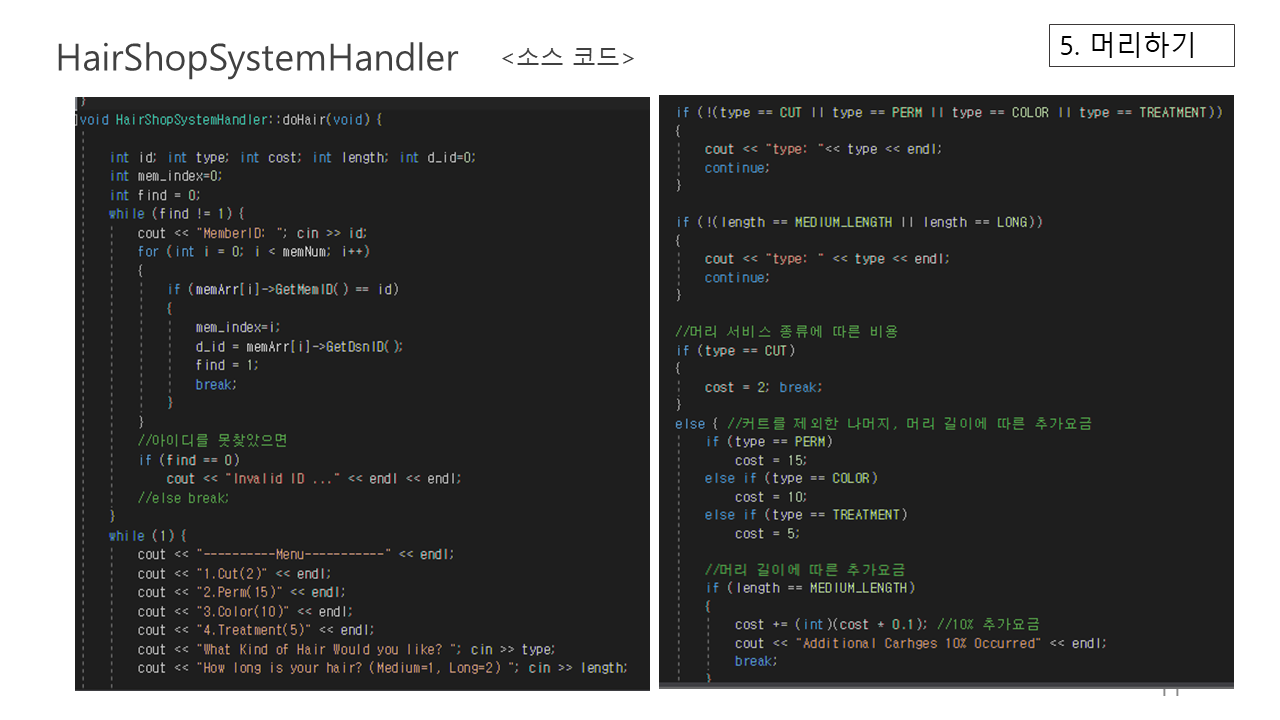 HairShopSystemHandler
<소스 코드>
5. 머리하기
}
void HairShopSystemHandler::doHair(void) {
int id; int type; int cost; int length; int d_id=0;
int mem_index=0;
int find = 0;
while (find != 1) {
cout << "MemberID: "; cin >> id;
for (int i = 0; i < memNum; i++)
{
if (memArr[i]->GetMemID() == id)
{
mem_index=i;
d_id = memArr[i]->GetDsnID();
find = 1;
break;
}
}
//아이디를 못찾았으면
if (find == 0)
cout << "Invalid ID ..." << endl << endl;
//else break;
}
while (1) {
cout << "----------Menu-----------" << endl;
cout << "1.Cut(2)" << endl;
cout << "2.Perm(15)" << endl;
cout << "3.Color(10)" << endl;
cout << "4.Treatment(5)" << endl;
cout << "What Kind of Hair Would you like? "; cin >> type;
cout << "How long is your hair? (Medium=1, Long=2) "; cin >> length;
if (!(type == CUT || type == PERM || type == COLOR || type == TREATMENT))
{
cout << "type: "<< type << endl;
continue;
}
if (!(length == MEDIUM_LENGTH || length == LONG))
{
cout << "type: " << type << endl;
continue;
}
//머리 서비스 종류에 따른 비용
if (type == CUT)
{
cost = 2; break;
}
else { //커트를 제외한 나머지, 머리 길이에 따른 추가요금
if (type == PERM)
cost = 15;
else if (type == COLOR)
cost = 10;
else if (type == TREATMENT)
cost = 5;
//머리 길이에 따른 추가요금
if (length == MEDIUM_LENGTH)
{
cost += (int)(cost * 0.1); //10% 추가요금
cout << "Additional Carhges 10% Occurred" << endl;
break;
}